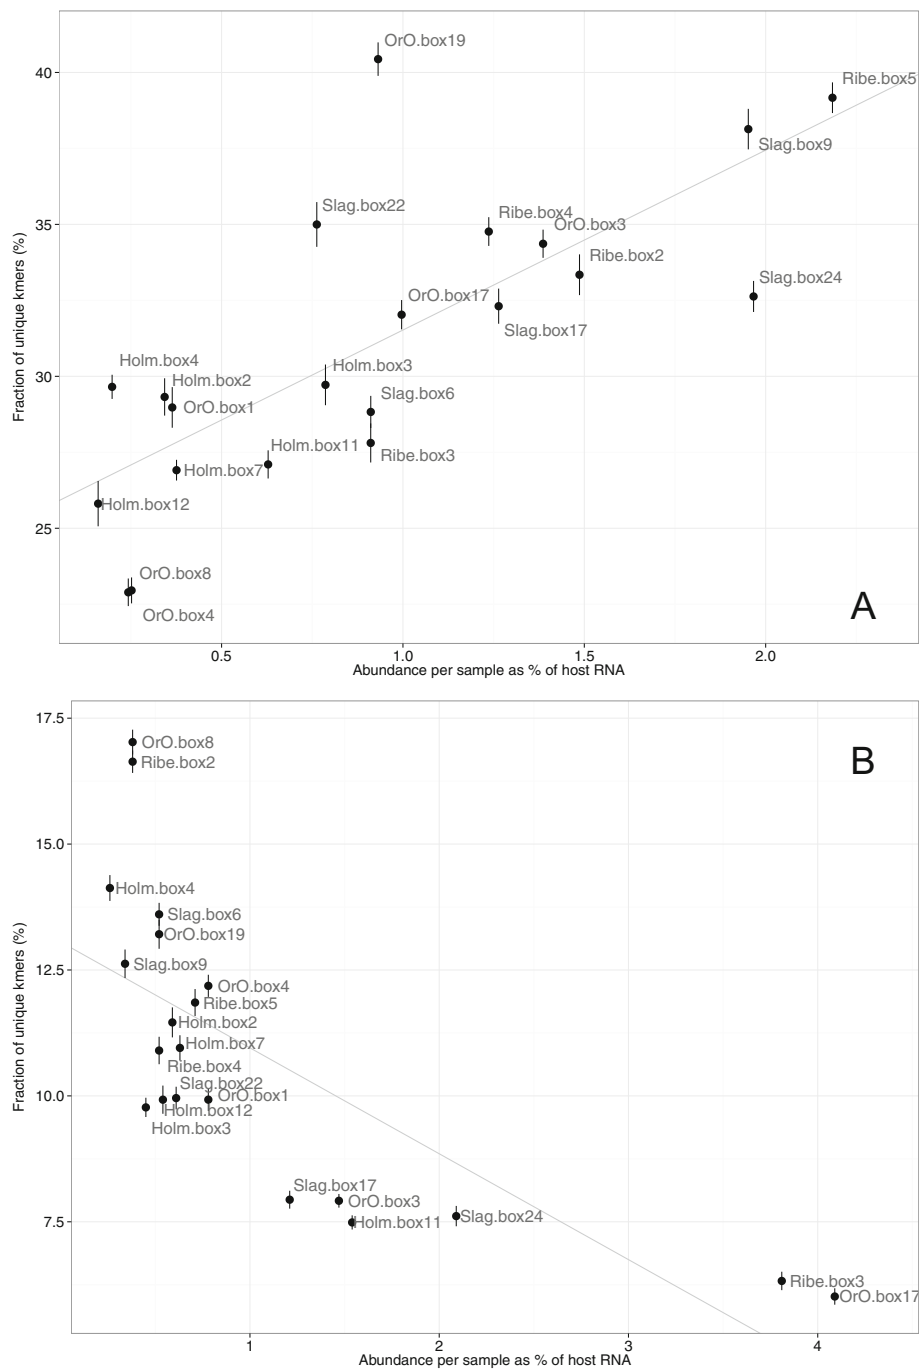 OrO.box19
40
Ribe.box5
Slag.box9
Slag.box22
Ribe.box4
35
OrO.box3
Ribe.box2
Slag.box24
OrO.box17
Slag.box17
Fraction of unique kmers (%)
Holm.box4
Holm.box3
30
Holm.box2
Slag.box6
OrO.box1
Holm.box11
Ribe.box3
Holm.box7
Holm.box12
25
OrO.box8
OrO.box4
A
0.5 1.0 1.5 2.0
Abundance per sample as % of host RNA
17.5
OrO.box8
Ribe.box2
B
15.0
Holm.box4
Slag.box6
OrO.box19
Slag.box9
12.5
OrO.box4
Ribe.box5
Holm.box2
Fraction of unique kmers (%)
Holm.box7
Ribe.box4
Slag.box22
10.0
OrO.box1
Holm.box12
Holm.box3
Slag.box17
OrO.box3
7.5
Holm.box11
Slag.box24
Ribe.box3
OrO.box17
1 2 3 4
Abundance per sample as % of host RNA